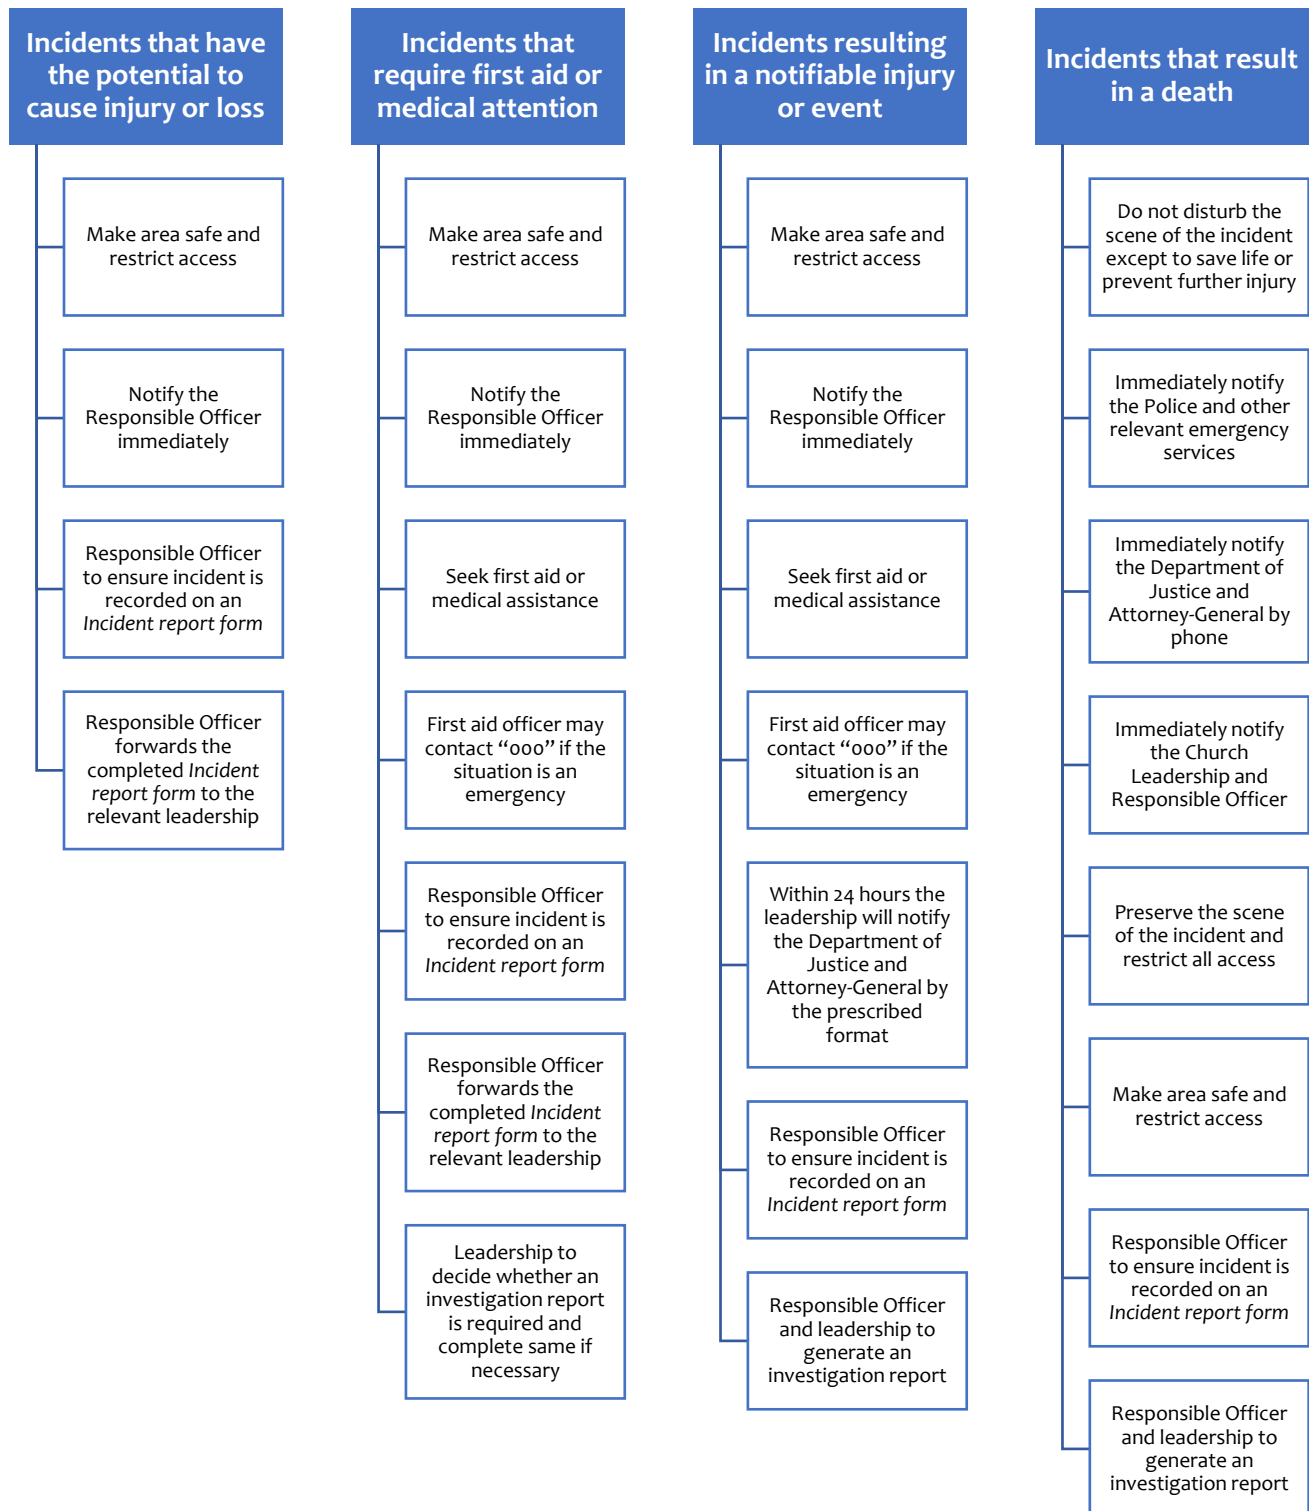 Incidents that have
the potential to
cause injury or loss
Make area safe and
restrict access
Notify the
Responsible Officer
immediately
Responsible Officer
to ensure incident is
recorded on an
Incident report form
Responsible Officer
forwards the
completed Incident
report form to the
relevant leadership
Incidents that
require first aid or
medical attention
Make area safe and
restrict access
Notify the
Responsible Officer
immediately
Seek first aid or
medical assistance
First aid officer may
contact “000” if the
situation is an
emergency
Responsible Officer
to ensure incident is
recorded on an
Incident report form
Responsible Officer
forwards the
completed Incident
report form to the
relevant leadership
Leadership to
decide whether an
investigation report
is required and
complete same if
necessary
Incidents resulting
in a notifiable injury
or event
Make area safe and
restrict access
Notify the
Responsible Officer
immediately
Seek first aid or
medical assistance
First aid officer may
contact “000” if the
situation is an
emergency
Within 24 hours the
leadership will notify
the Department of
Justice and
Attorney-General by
the prescribed
format
Responsible Officer
to ensure incident is
recorded on an
Incident report form
Responsible Officer
and leadership to
generate an
investigation report
Incidents that result
in a death
Do not disturb the
scene of the incident
except to save life or
prevent further injury
Immediately notify
the Police and other
relevant emergency
services
Immediately notify
the Department of
Justice and
Attorney-General by
phone
Immediately notify
the Church
Leadership and
Responsible Officer
Preserve the scene
of the incident and
restrict all access
Make area safe and
restrict access
Responsible Officer
to ensure incident is
recorded on an
Incident report form
Responsible Officer
and leadership to
generate an
investigation report